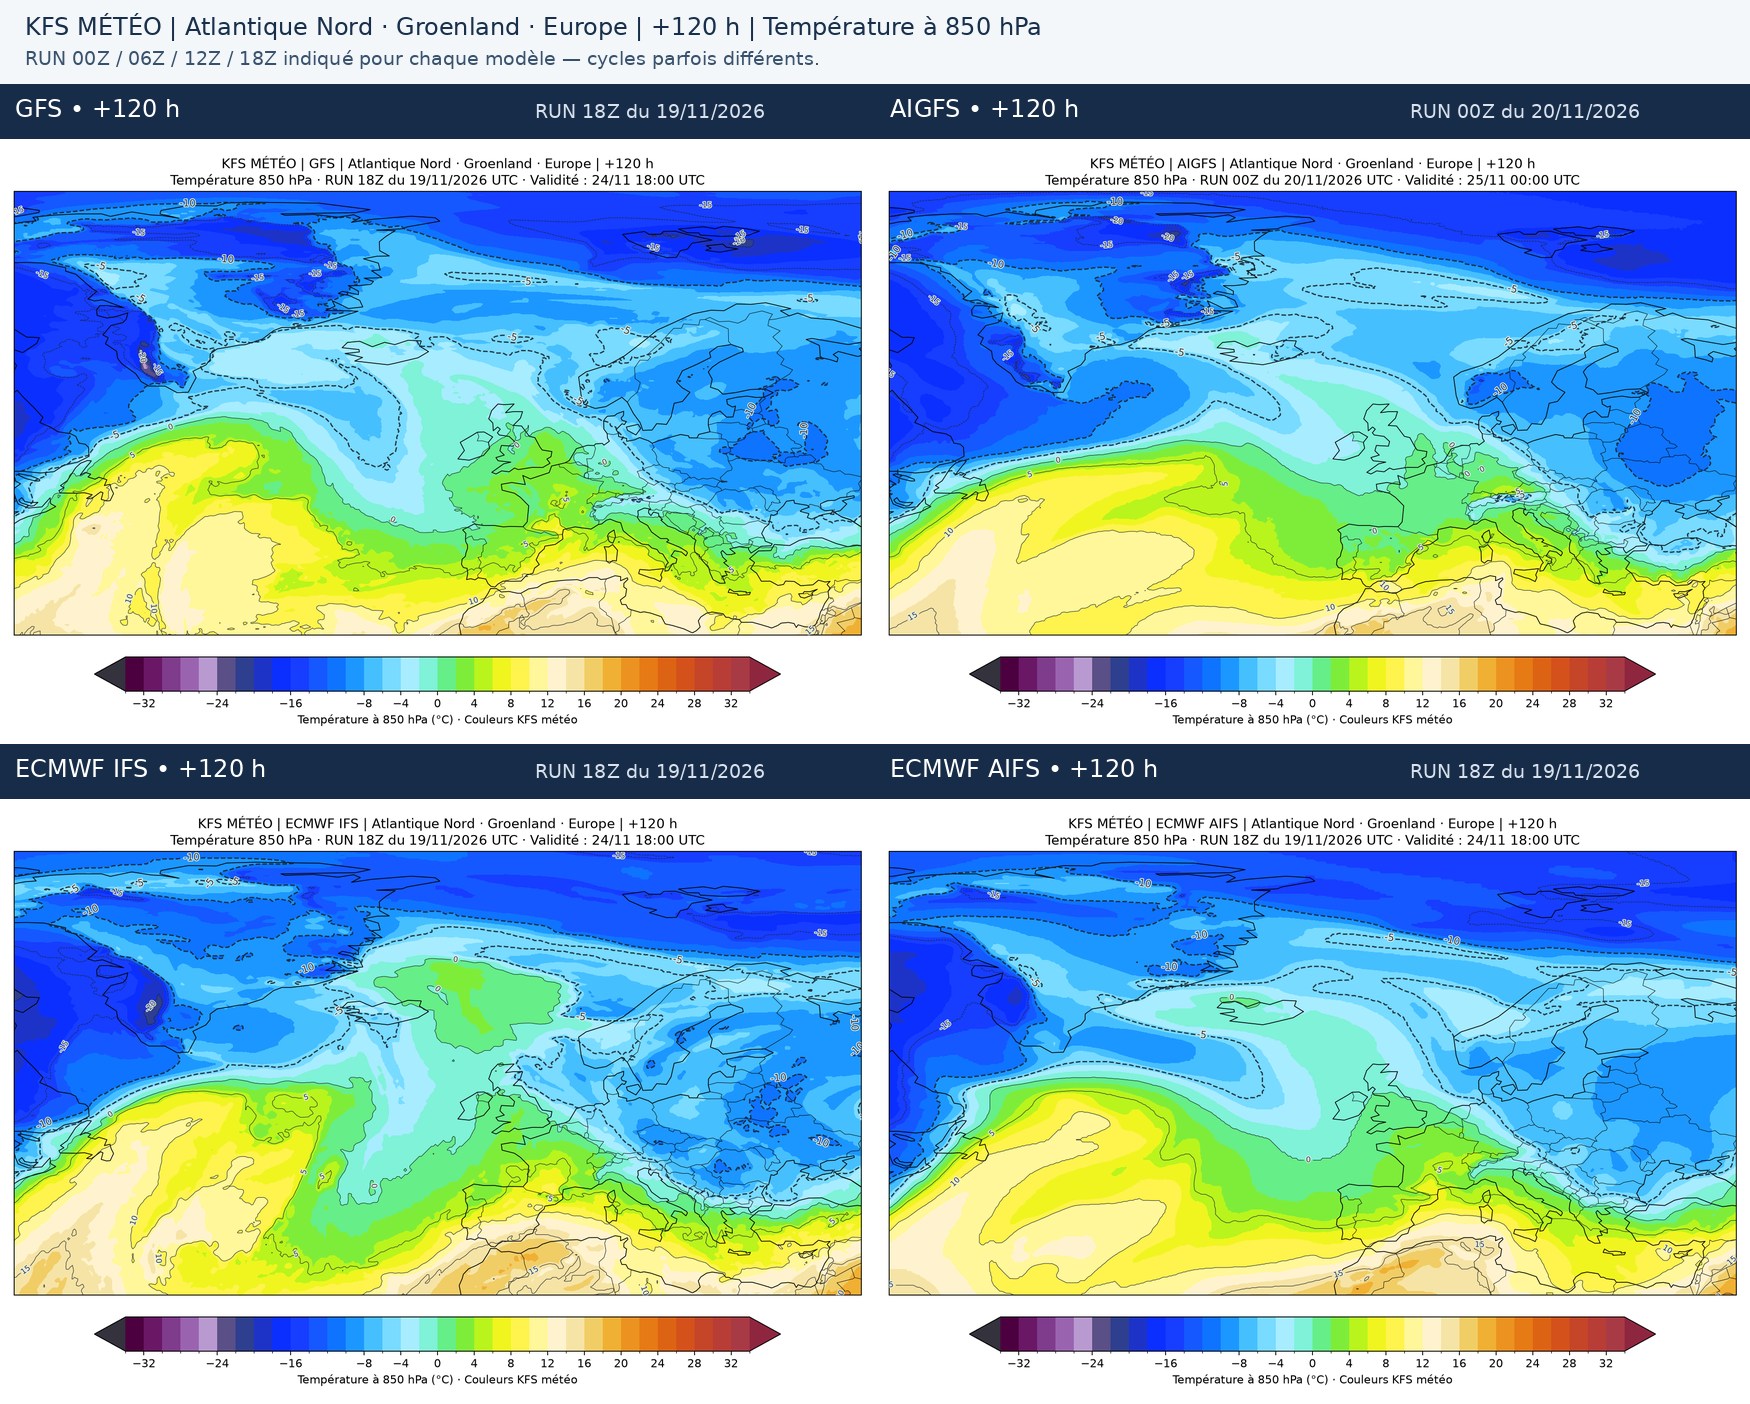 KFS MÉTÉO | Atlantique Nord · Groenland · Europe | +120 h | Température à 850 hPa
RUN 00Z / 06Z / 12Z / 18Z indiqué pour chaque modèle — cycles parfois différents.
GFS • +120 h
RUN 18Z du 19/11/2026
AIGFS • +120 h
RUN 00Z du 20/11/2026
KFS MÉTÉO | GFS | Atlantique Nord · Groenland · Europe | +120 h
Température 850 hPa · RUN 18Z du 19/11/2026 UTC · Validité : 24/11 18:00 UTC
KFS MÉTÉO | AIGFS | Atlantique Nord · Groenland · Europe | +120 h
Température 850 hPa · RUN 00Z du 20/11/2026 UTC · Validité : 25/11 00:00 UTC
−32 −24 −16 −8 −4 0 4 8 12 16 20 24 28 32
Température à 850 hPa (°C) · Couleurs KFS météo
−32 −24 −16 −8 −4 0 4 8 12 16 20 24 28 32
Température à 850 hPa (°C) · Couleurs KFS météo
ECMWF IFS • +120 h
RUN 18Z du 19/11/2026
ECMWF AIFS • +120 h
RUN 18Z du 19/11/2026
KFS MÉTÉO | ECMWF IFS | Atlantique Nord · Groenland · Europe | +120 h
Température 850 hPa · RUN 18Z du 19/11/2026 UTC · Validité : 24/11 18:00 UTC
KFS MÉTÉO | ECMWF AIFS | Atlantique Nord · Groenland · Europe | +120 h
Température 850 hPa · RUN 18Z du 19/11/2026 UTC · Validité : 24/11 18:00 UTC
−32 −24 −16 −8 −4 0 4 8 12 16 20 24 28 32
Température à 850 hPa (°C) · Couleurs KFS météo
−32 −24 −16 −8 −4 0 4 8 12 16 20 24 28 32
Température à 850 hPa (°C) · Couleurs KFS météo